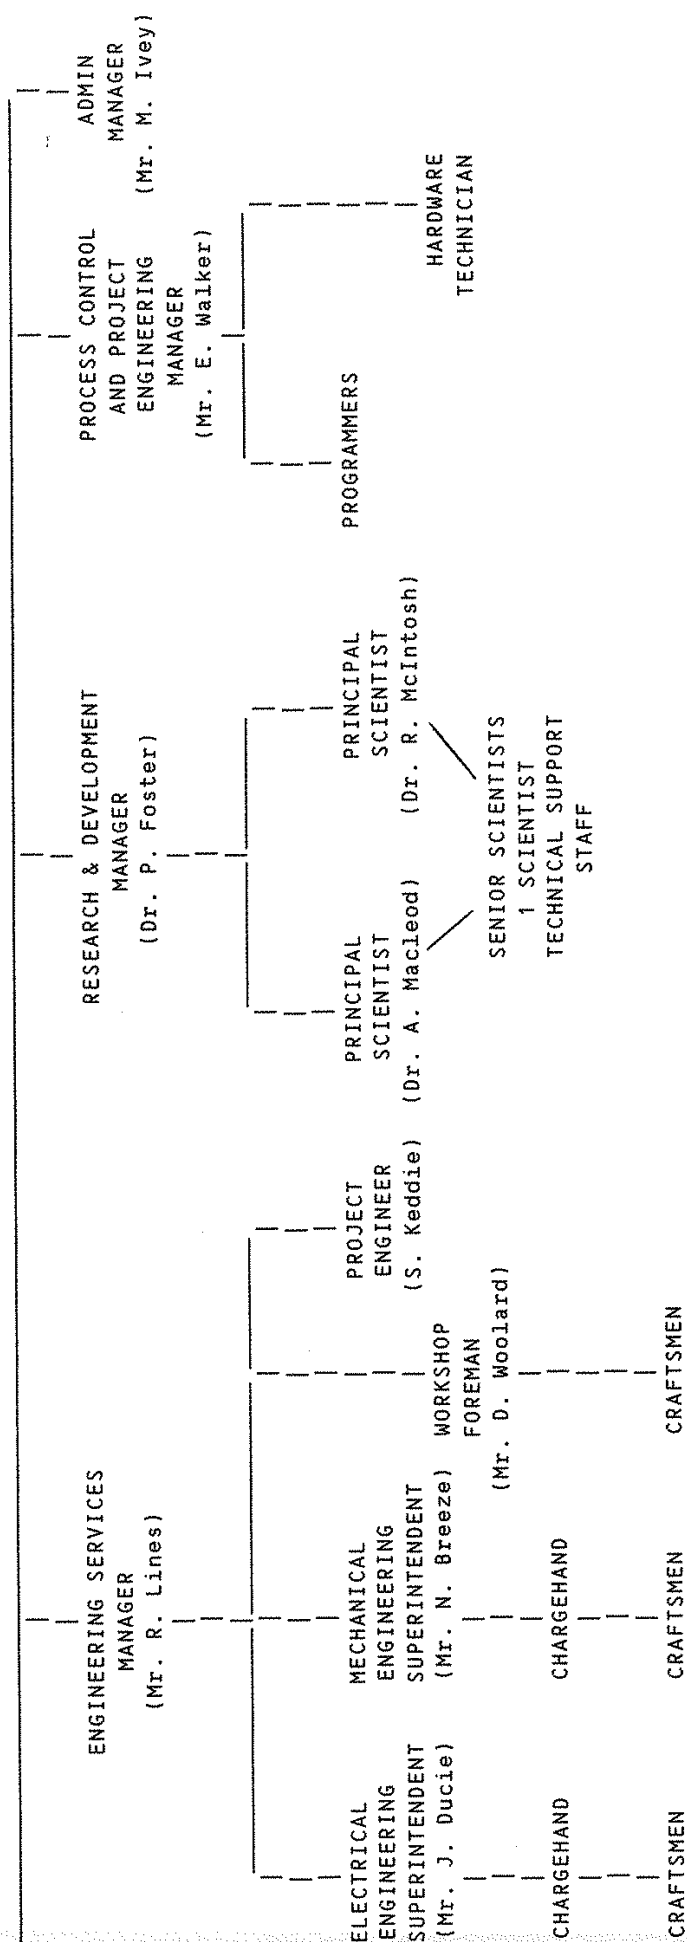 ENGINEERING SERVICES
MANAGER
(Mr. R. Lines)
RESEARCH & DEVELOPMENT
MANAGER
(Dr. P. Foster)
PROCESS CONTROL
AND PROJECT
ENGINEERING
MANAGER
(Mr. E. Walker)
ADMIN
MANAGER
(Mr. M. Ivey)
ELECTRICAL
ENGINEERING
SUPERINTENDENT
(Mr. J. Ducie)
MECHANICAL
ENGINEERING
SUPERINTENDENT
(Mr. N. Breeze)
WORKSHOP
FOREMAN
(Mr. D. Woolard)
PROJECT
ENGINEER
(S. Keddie)
PRINCIPAL
SCIENTIST
(Dr. A. Macleod)
PRINCIPAL
SCIENTIST
(Dr. R. McIntosh)
PROGRAMMERS
HARDWARE
TECHNICIAN
SENIOR SCIENTISTS
1 SCIENTIST
TECHNICAL SUPPORT
STAFF
CHARGEHAND
CHARGEHAND
CRAFTSMEN
CRAFTSMEN
CRAFTSMEN